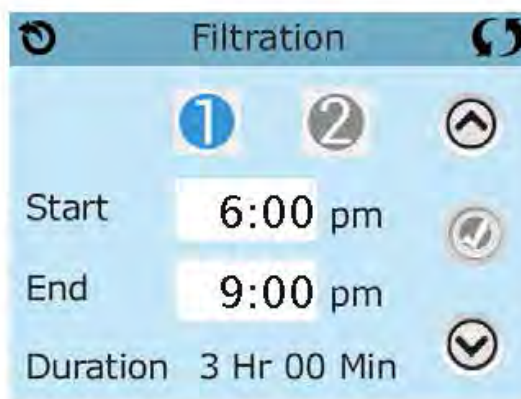 Filtration
1 2
Start 6:00 pm
End 9:00 pm
Duration 3 Hr 00 Min